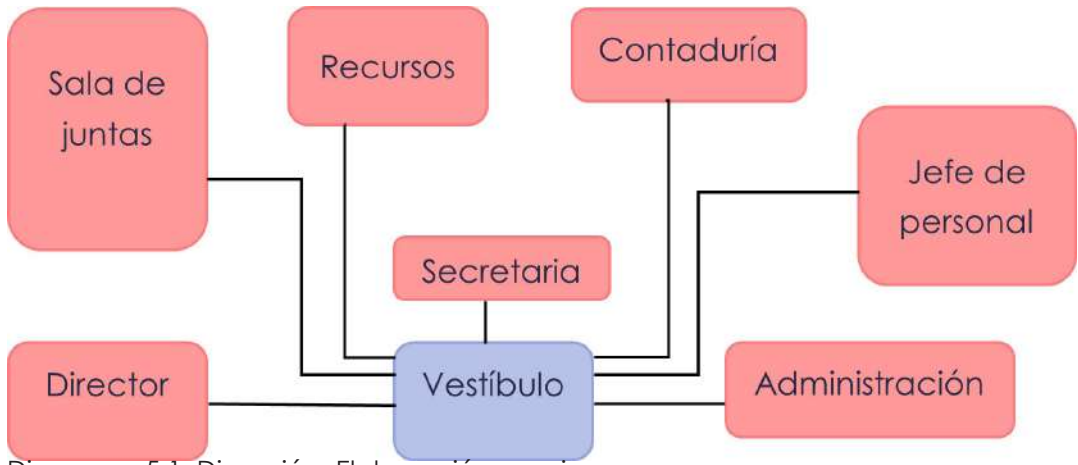 Sala de
juntas
Recursos
Contaduría
Jefe de
personal
Secretaria
Director
Vestíbulo
Administración